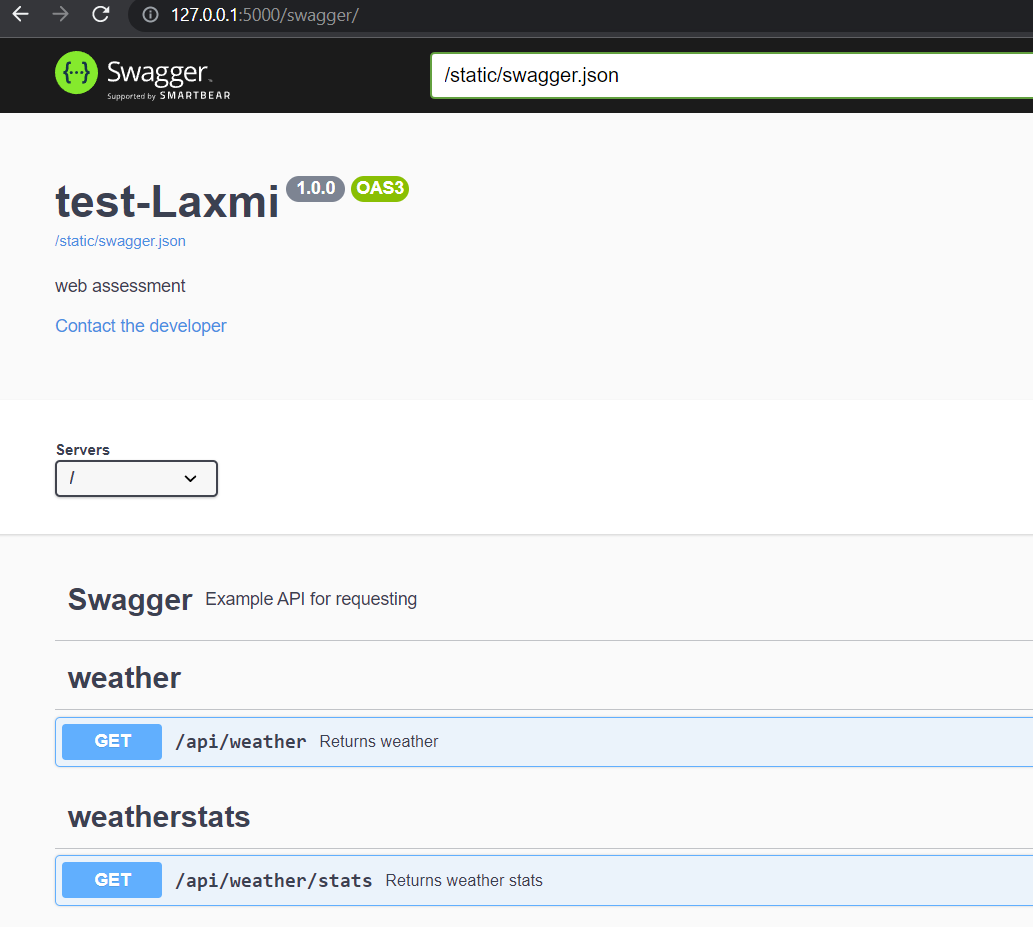 127.0.0.1:5000/swagger/
{···} Swagger
Supported by SMARTBEAR
/static/swagger.json
test-Laxmi 1.0.0 OAS3
/static/swagger.json
web assessment
Contact the developer
Servers
/
Swagger Example API for requesting
weather
GET /api/weather Returns weather
weatherstats
GET /api/weather/stats Returns weather stats